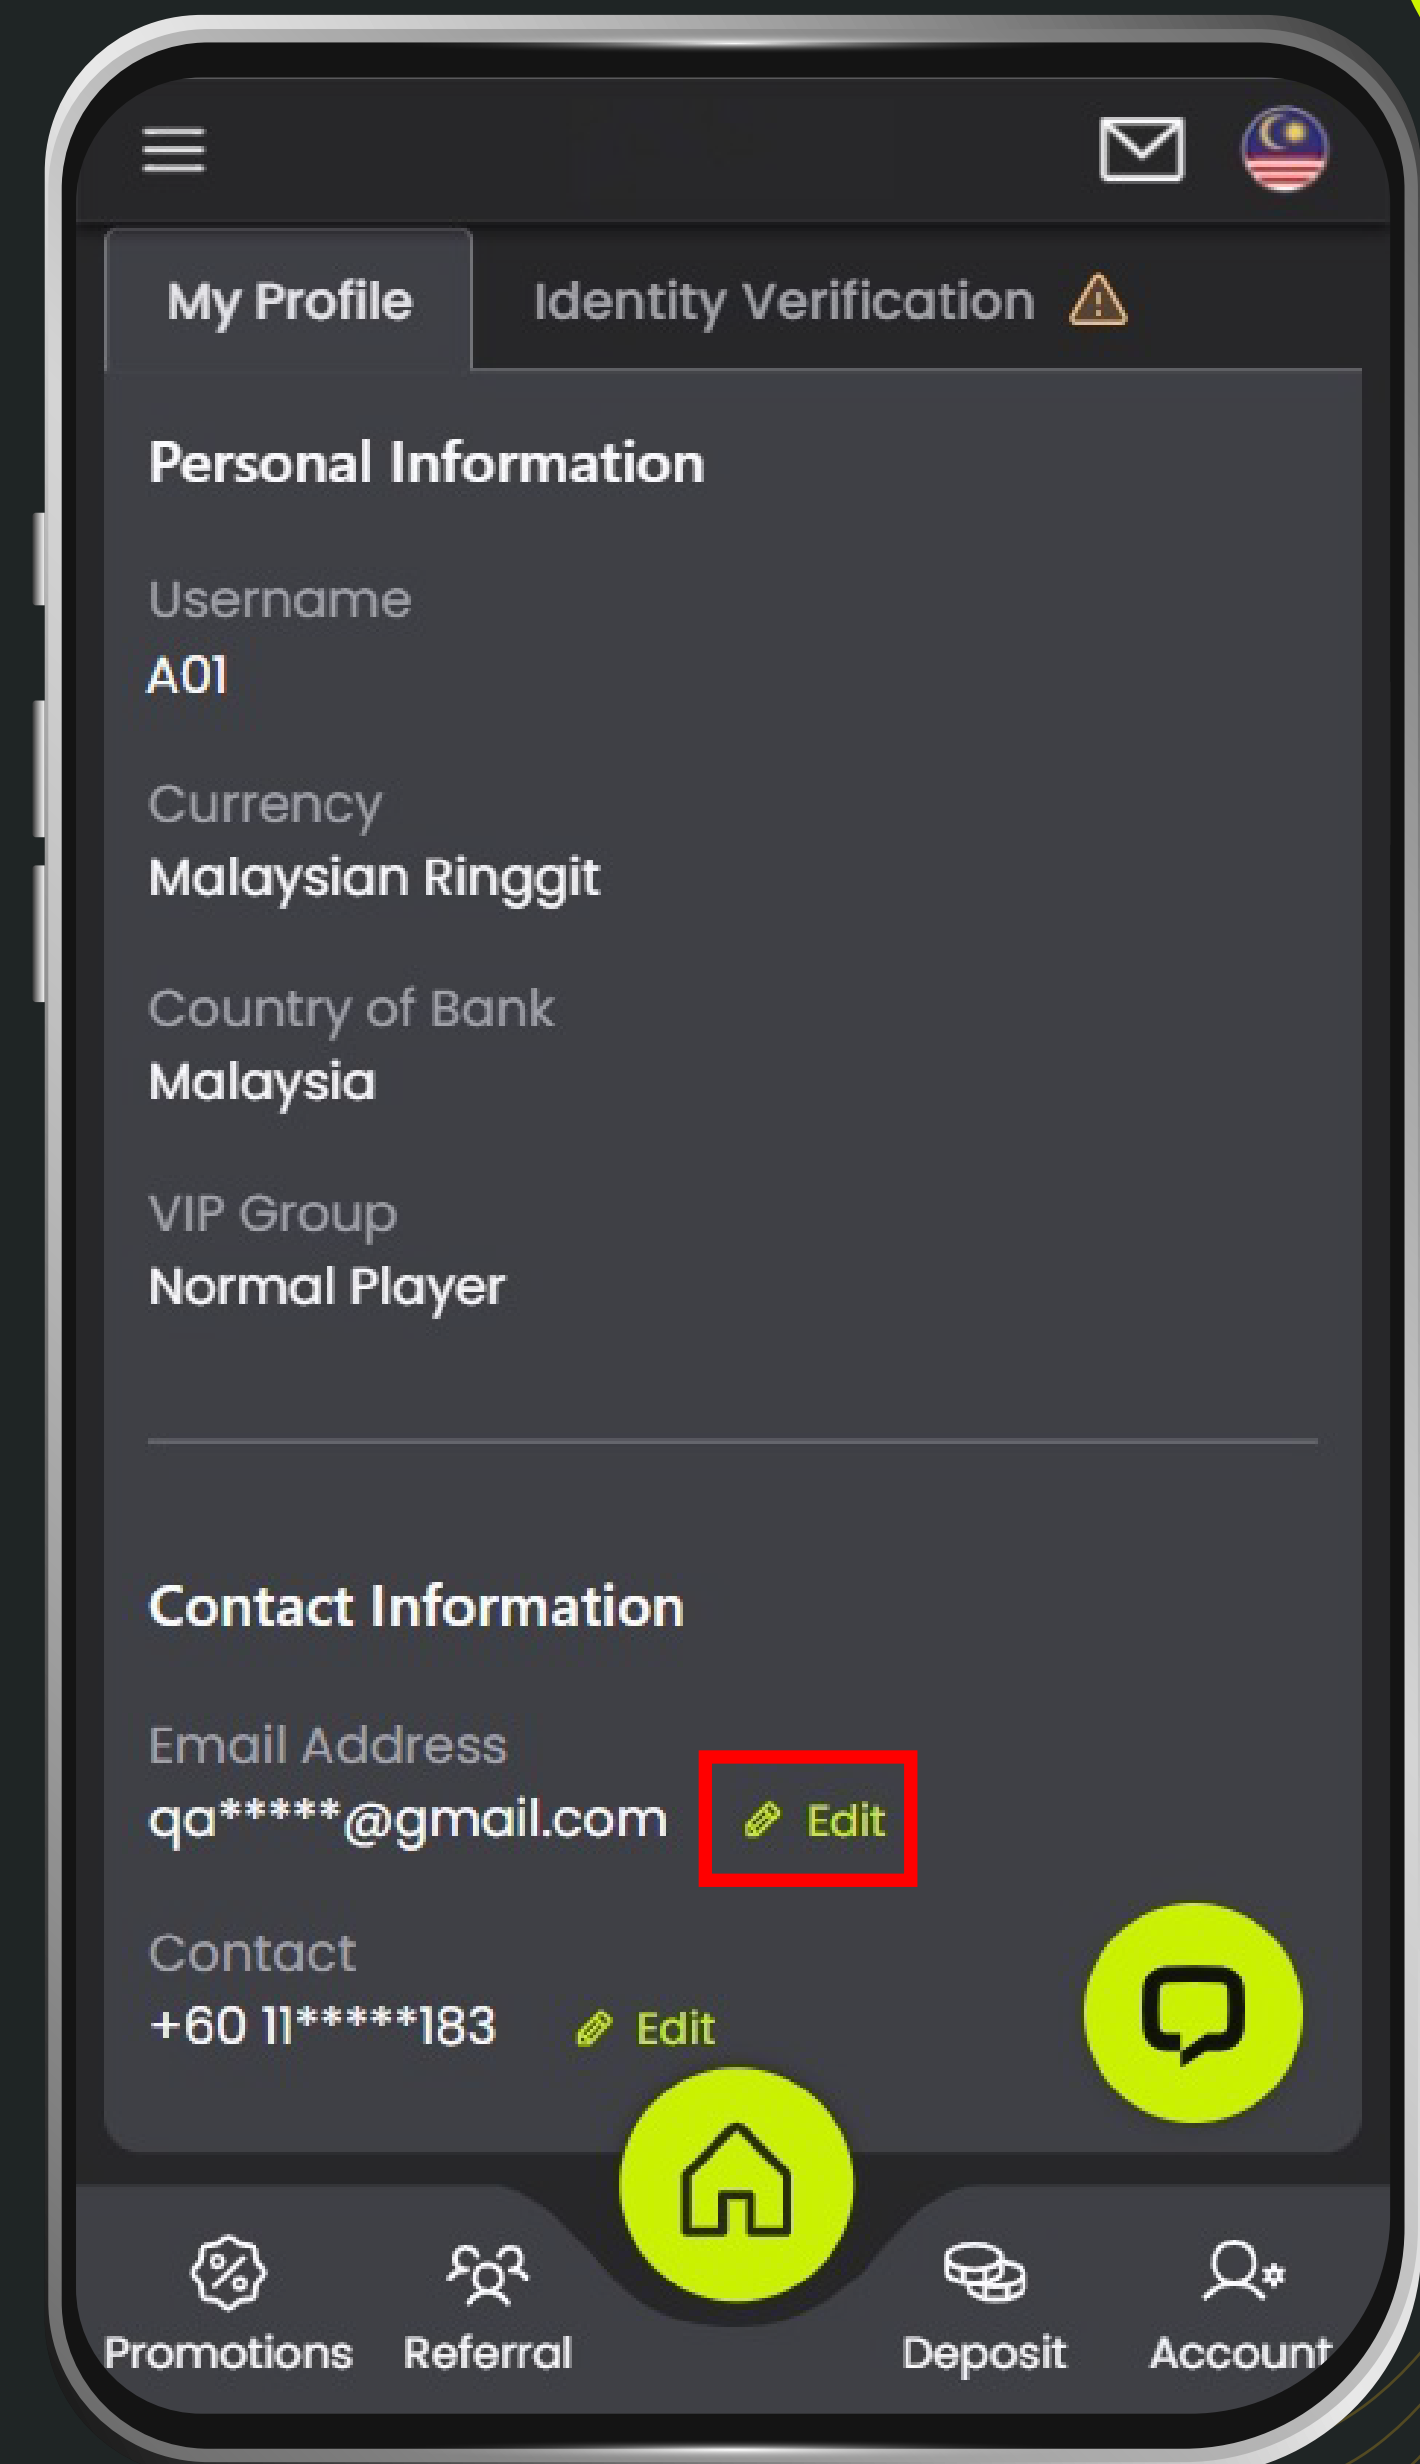 My Profile
Identity Verification
Personal Information
Username
A01
Currency
Malaysian Ringgit
Country of Bank
Malaysia
VIP Group
Normal Player
Contact Information
Email Address
qa*****@gmail.com Edit
Contact
+60 11*****183 Edit
Promotions Referral Deposit Account